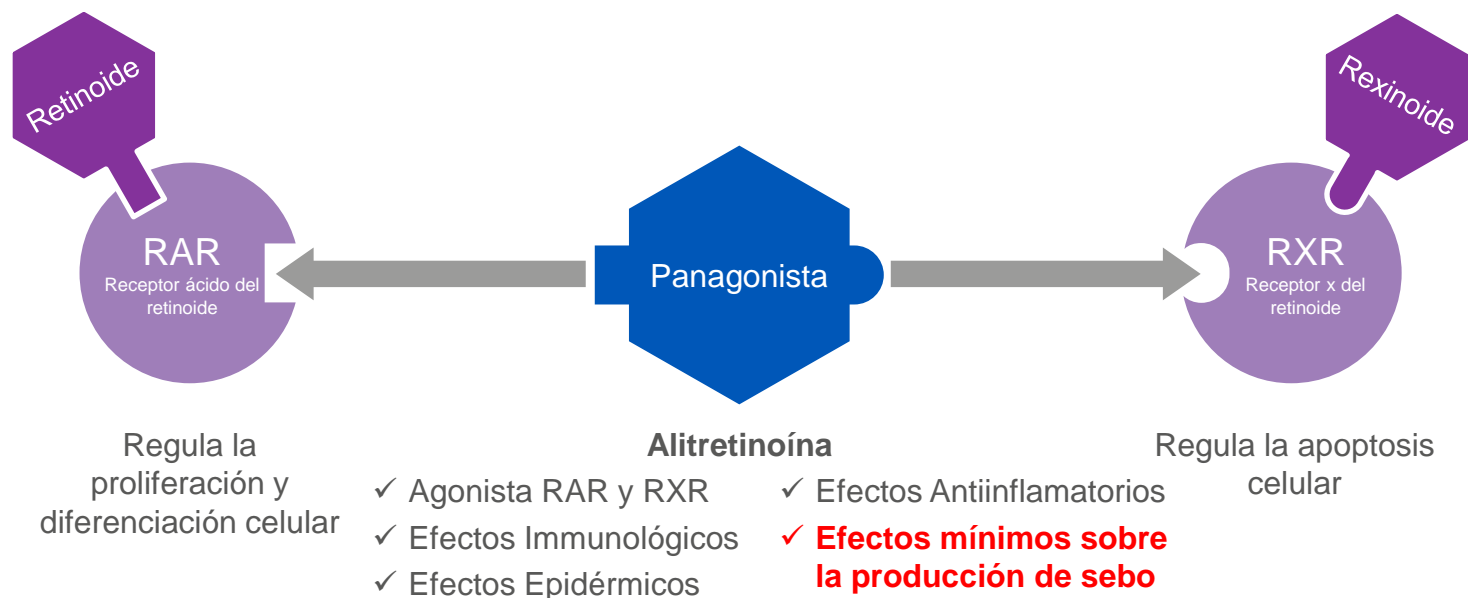 Retinoide
Rexinoide
RAR
Receptor ácido del
retinoide
Panagonista
RXR
Receptor x del
retinoide
Regula la
proliferación y
diferenciación celular
Alitretinoína
✓ Agonista RAR y RXR
✓ Efectos Immunológicos
✓ Efectos Epidérmicos
✓ Efectos Antiinflamatorios
✓ Efectos mínimos sobre
la producción de sebo
Regula la apoptosis
celular